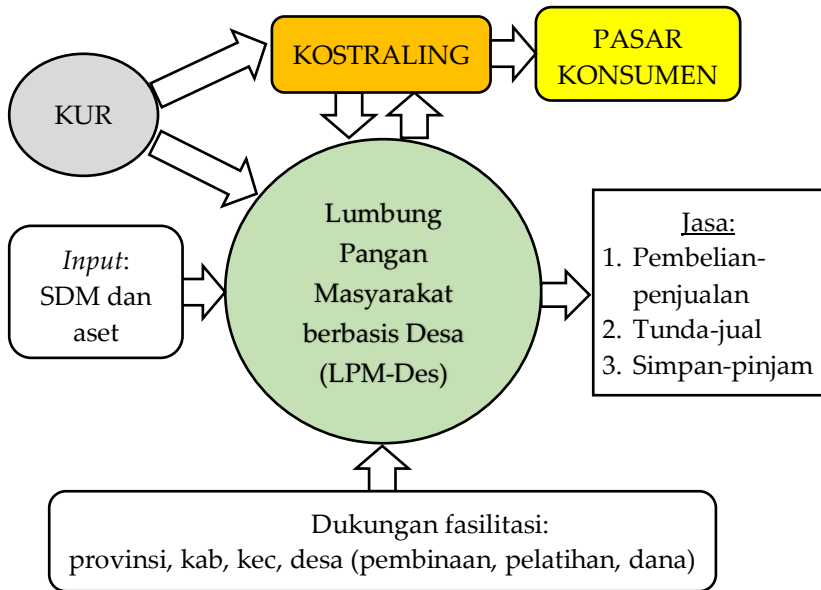 KOSTRALING
PASAR
KONSUMEN
KUR
Lumbung
Pangan
Masyarakat
berbasis Desa
(LPM-Des)
Input:
SDM dan
aset
Jasa:
1. Pembelian-
penjualan
2. Tunda-jual
3. Simpan-pinjam
Dukungan fasilitasi:
provinsi, kab, kec, desa (pembinaan, pelatihan, dana)